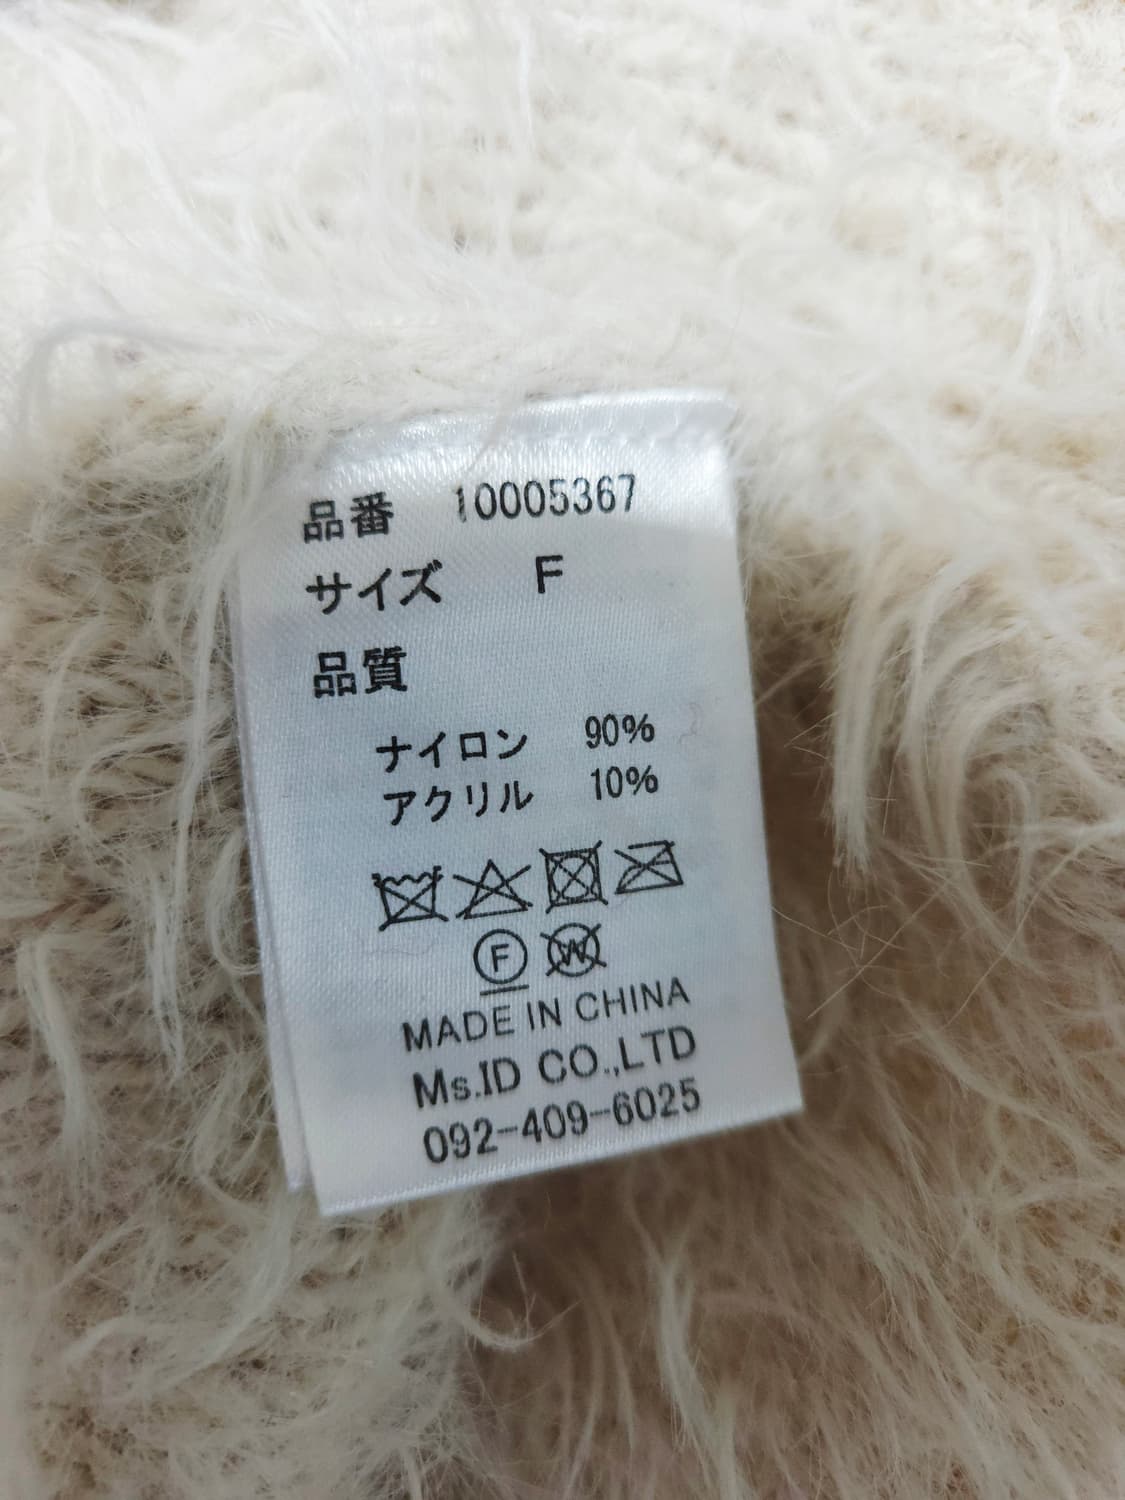 品番 10005367
サイズ F
品質
ナイロン 90%
アクリル 10%
F W
MADE IN CHINA
Ms.ID CO.,LTD
092-409-6025